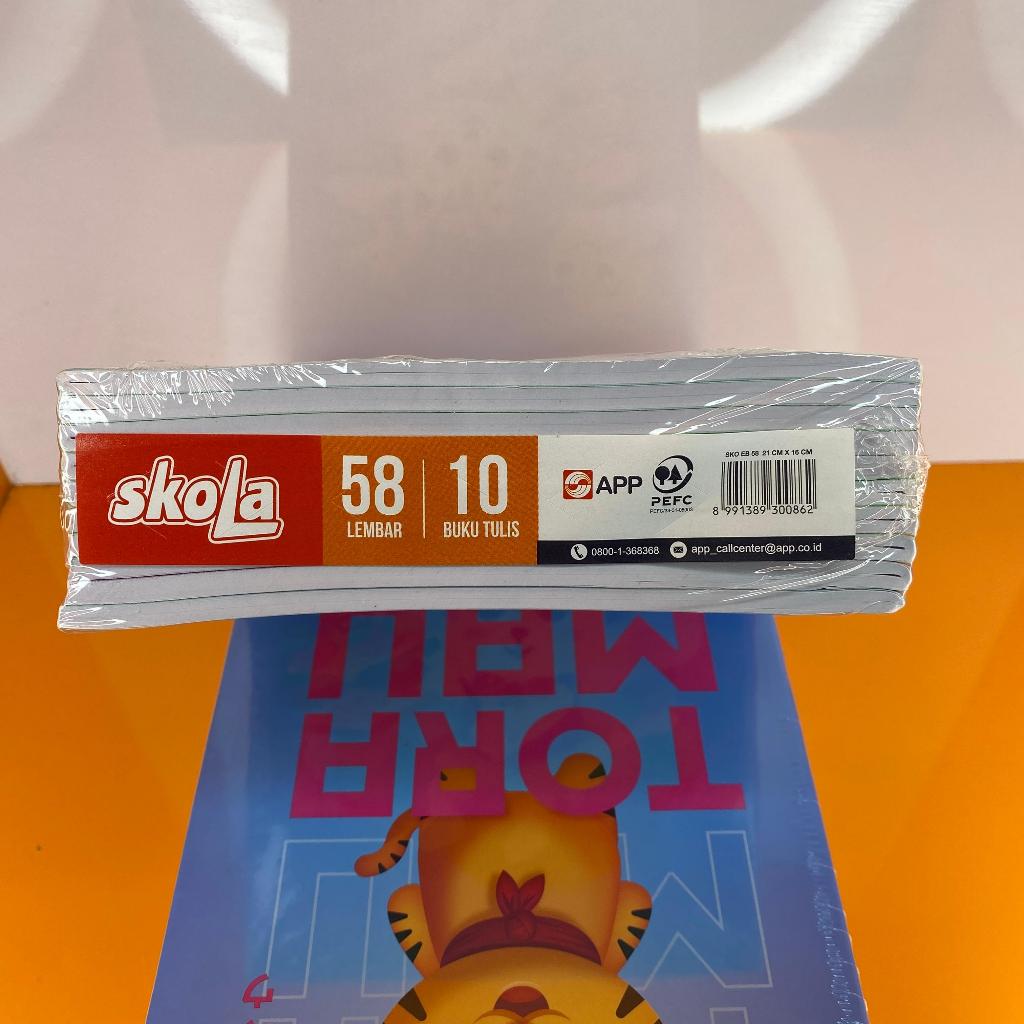 skola
58
LEMBAR
10
BUKU TULIS
APP
PEFC
SKO EB 58 21 CM X 16 CM
8 991389 300862
0800-1-368368
app_callcenter@app.co.id
TORA
MBU